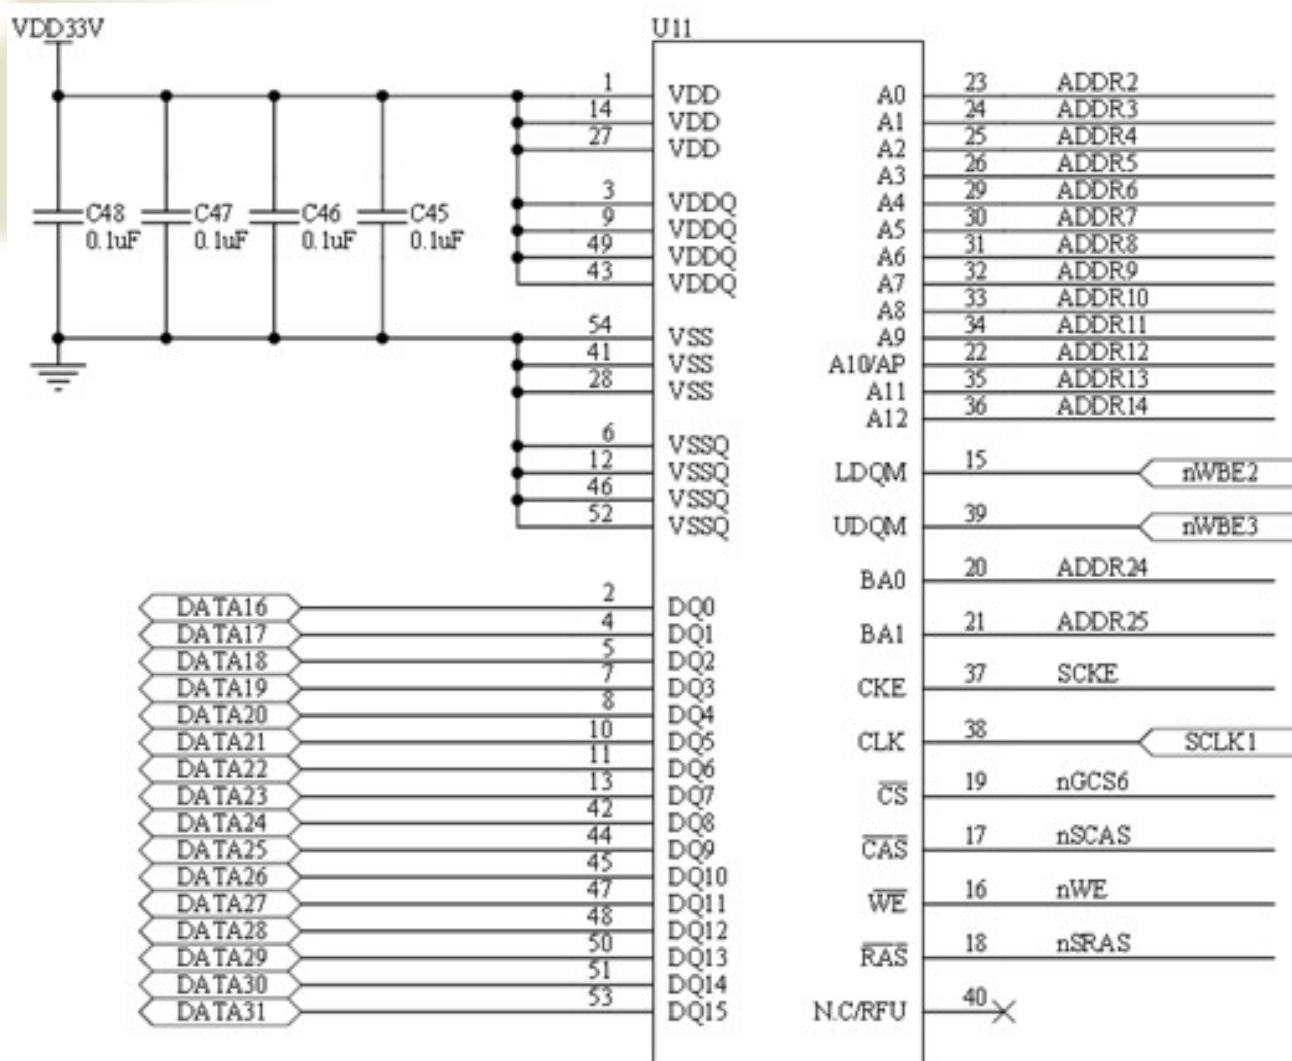 VDD33V
U11
1 VDD A0 23 ADDR2
14 VDD A1 24 ADDR3
27 VDD A2 25 ADDR4
A3 26 ADDR5
3 VDDQ A4 29 ADDR6
9 VDDQ A5 30 ADDR7
49 VDDQ A6 31 ADDR8
43 VDDQ A7 32 ADDR9
A8 33 ADDR10
54 VSS A9 34 ADDR11
41 VSS A10/AP 22 ADDR12
28 VSS A11 35 ADDR13
A12 36 ADDR14
C48 C47 C46 C45
0.1uF 0.1uF 0.1uF 0.1uF
6 VSSQ
12 VSSQ LDQM 15 nWBE2
46 VSSQ
52 VSSQ UDQM 39 nWBE3
BA0 20 ADDR24
DATA16 2 DQ0
DATA17 4 DQ1 BA1 21 ADDR25
DATA18 5 DQ2
DATA19 7 DQ3 CKE 37 SCKE
DATA20 8 DQ4
DATA21 10 DQ5 CLK 38 SCLK1
DATA22 11 DQ6
DATA23 13 DQ7 CS 19 nGCS6
DATA24 42 DQ8
DATA25 44 DQ9 CAS 17 nSCAS
DATA26 45 DQ10
DATA27 47 DQ11 WE 16 nWE
DATA28 48 DQ12
DATA29 50 DQ13 RAS 18 nSRAS
DATA30 51 DQ14
DATA31 53 DQ15 N.C/RFU 40